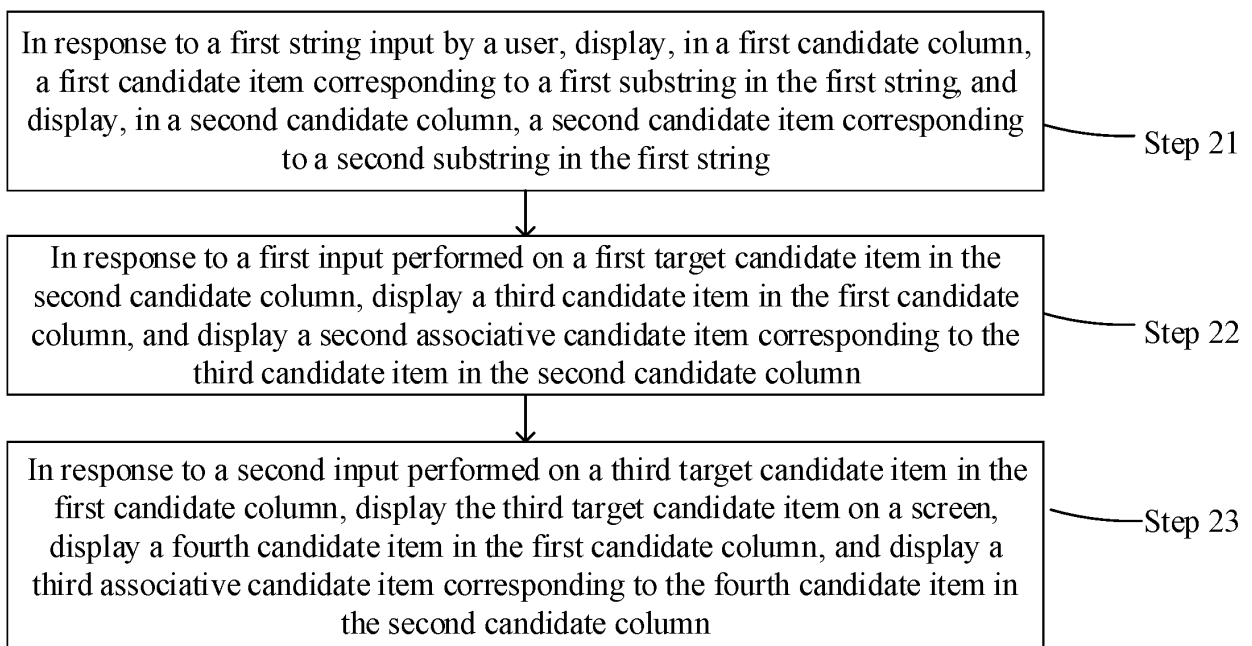 In response to a first string input by a user, display, in a first candidate column,
a first candidate item corresponding to a first substring in the first string, and
display, in a second candidate column, a second candidate item corresponding
to a second substring in the first string
Step 21
In response to a first input performed on a first target candidate item in the
second candidate column, display a third candidate item in the first candidate
column, and display a second associative candidate item corresponding to the
third candidate item in the second candidate column
Step 22
In response to a second input performed on a third target candidate item in the
first candidate column, display the third target candidate item on a screen,
display a fourth candidate item in the first candidate column, and display a
third associative candidate item corresponding to the fourth candidate item in
the second candidate column
Step 23